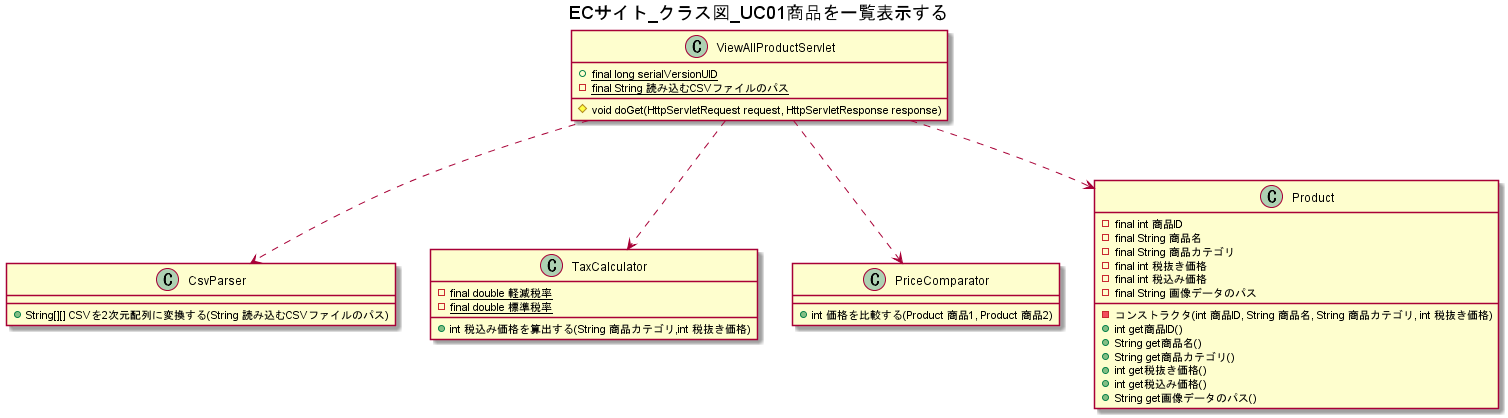 ECサイト_クラス図_UC01商品を一覧表示する
C ViewAllProductServlet
final long serialVersionUID
final String 読み込むCSVファイルのパス
void doGet(HttpServletRequest request, HttpServletResponse response)
C CsvParser
String[][] CSVを2次元配列に変換する(String 読み込むCSVファイルのパス)
C TaxCalculator
final double 軽減税率
final double 標準税率
int 税込み価格を算出する(String 商品カテゴリ,int 税抜き価格)
C PriceComparator
int 価格を比較する(Product 商品1, Product 商品2)
C Product
final int 商品ID
final String 商品名
final String 商品カテゴリ
final int 税抜き価格
final int 税込み価格
final String 画像データのパス
コンストラクタ(int 商品ID, String 商品名, String 商品カテゴリ, int 税抜き価格)
int get商品ID()
String get商品名()
String get商品カテゴリ()
int get税抜き価格()
int get税込み価格()
String get画像データのパス()